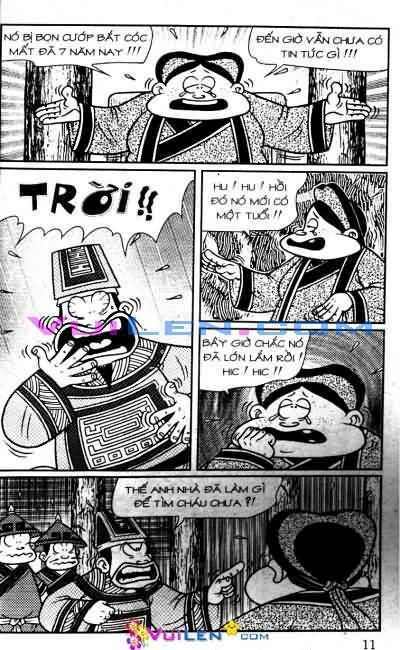 NÓ BỊ BỌN CƯỚP BẮT CÓC
MẤT ĐÃ 7 NĂM NAY !!!
ĐẾN GIỜ VẪN CHƯA CÓ
TIN TỨC GÌ !!!
TRỜI !!
HU ! HU ! HỒI
ĐÓ NÓ MỚI CÓ
MỘT TUỔI !!
VUILEN.COM
BÂY GIỜ CHẮC NÓ
ĐÃ LỚN LẮM RỒI !
HIC ! HIC !!
THẾ ANH NHÀ ĐÃ LÀM GÌ
ĐỂ TÌM CHÁU CHƯA ?!
VUILEN.COM
11